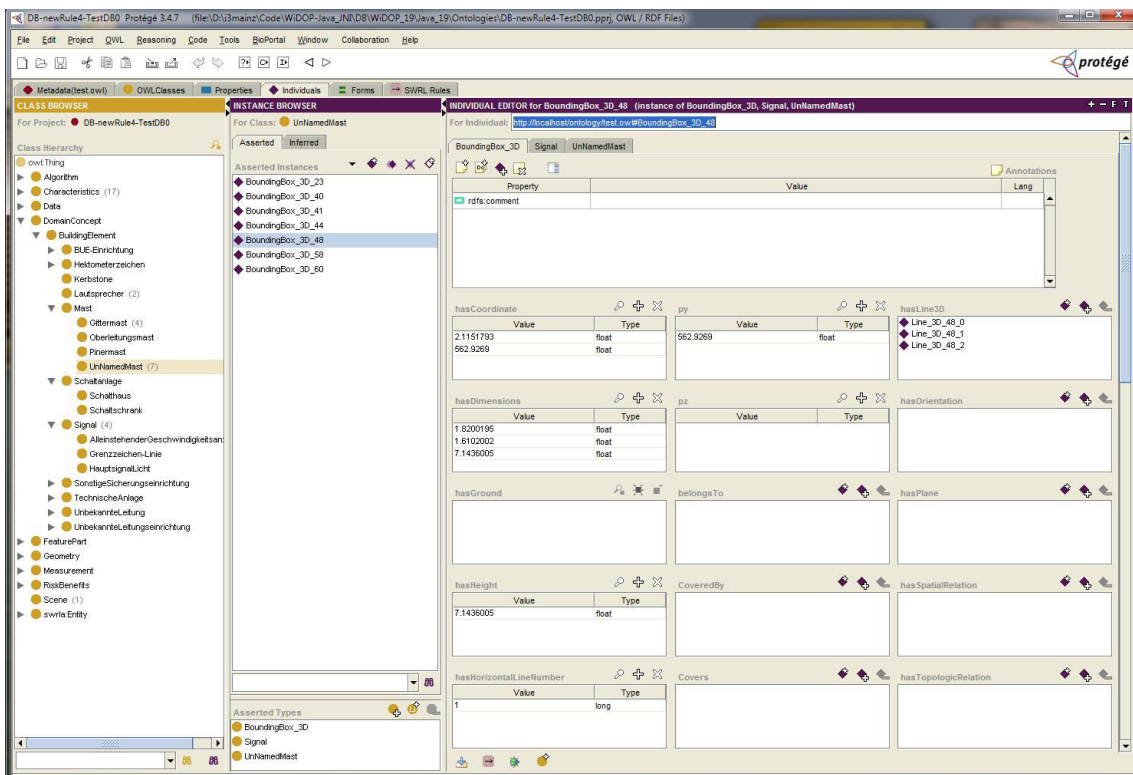 DB-newRule4-TestDB0 Protégé 3.4.7 (file:\D:\i3mainz\Code\WiDOP-Java_JNI\DB\WiDOP_19\Java_19\Ontologies\DB-newRule4-TestDB0.pprj, OWL / RDF Files)
File Edit Project OWL Reasoning Code Tools BioPortal Window Collaboration Help
protégé
Metadata(test.owl) OWLClasses Properties Individuals Forms SWRL Rules
CLASS BROWSER
For Project: DB-newRule4-TestDB0
Class Hierarchy
owl:Thing
Algorithm
Characteristics (17)
Data
DomainConcept
BuildingElement
BUE-Einrichtung
Hektometerzeichen
Kerbstone
Lautsprecher (2)
Mast
Gittermast (4)
Oberleitungsmast
Pinermast
UnNamedMast (7)
Schaltanlage
Schalthaus
Schaltschrank
Signal (4)
AlleinstehenderGeschwindigkeitsan
Grenzzeichen-Linie
HauptsignalLicht
SonstigeSicherungseinrichtung
TechnischeAnlage
UnbekannteLeitung
UnbekannteLeitungseinrichtung
FeaturePart
Geometry
Measurement
RiskBenefits
Scene (1)
swrla:Entity
INSTANCE BROWSER
For Class: UnNamedMast
Asserted Inferred
Asserted Instances
BoundingBox_3D_23
BoundingBox_3D_40
BoundingBox_3D_41
BoundingBox_3D_44
BoundingBox_3D_48
BoundingBox_3D_58
BoundingBox_3D_60
Asserted Types
BoundingBox_3D
Signal
UnNamedMast
INDIVIDUAL EDITOR for BoundingBox_3D_48 (instance of BoundingBox_3D, Signal, UnNamedMast) + - F T
For Individual: http://localhost/ontology/test.owl#BoundingBox_3D_48
BoundingBox_3D Signal UnNamedMast
Annotations
Property Value Lang
rdfs:comment
hasCoordinate
Value Type
2.1151793 float
562.9269 float
py
Value Type
562.9269 float
hasLine3D
Line_3D_48_0
Line_3D_48_1
Line_3D_48_2
hasDimensions
Value Type
1.8200195 float
1.6102002 float
7.1436005 float
pz
Value Type
hasOrientation
hasGround
belongsTo
hasPlane
hasHeight
Value Type
7.1436005 float
CoveredBy
hasSpatialRelation
hasHorizontalLineNumber
Value Type
1 long
Covers
hasTopologicRelation